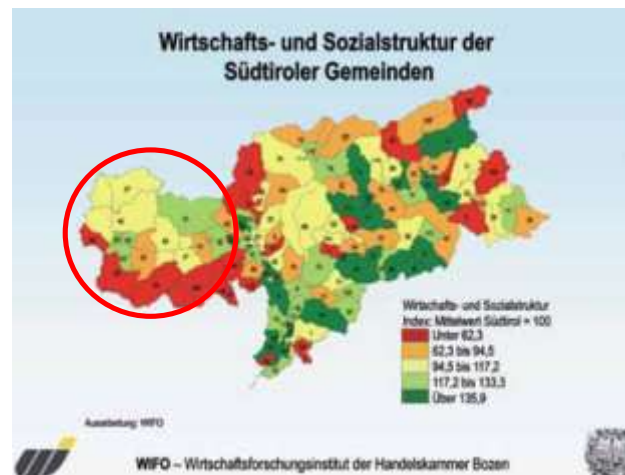 Wirtschafts- und Sozialstruktur der
Südtiroler Gemeinden
Wirtschafts- und Sozialstruktur
Index: Mittelwert Südtirol = 100
Unter 62,3
62,3 bis 94,5
94,5 bis 117,2
117,2 bis 133,3
Über 135,9
Ausarbeitung: WIFO
WIFO – Wirtschaftsforschungsinstitut der Handelskammer Bozen